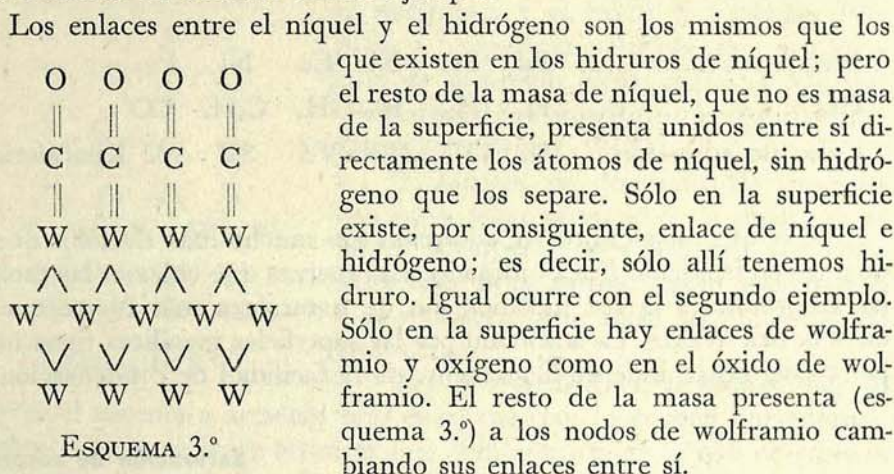 Los enlaces entre el níquel y el hidrógeno son los mismos que los
que existen en los hidruros de níquel; pero
el resto de la masa de níquel, que no es masa
de la superficie, presenta unidos entre sí di-
rectamente los átomos de níquel, sin hidró-
geno que los separe. Sólo en la superficie
existe, por consiguiente, enlace de níquel e
hidrógeno; es decir, sólo allí tenemos hi-
druro. Igual ocurre con el segundo ejemplo.
Sólo en la superficie hay enlaces de wolfra-
mio y oxígeno como en el óxido de wol-
framio. El resto de la masa presenta (es-
quema 3.º) a los nodos de wolframio cam-
biando sus enlaces entre sí.
O O O O
C C C C
W W W W
W W W W W
W W W W
ESQUEMA 3.º